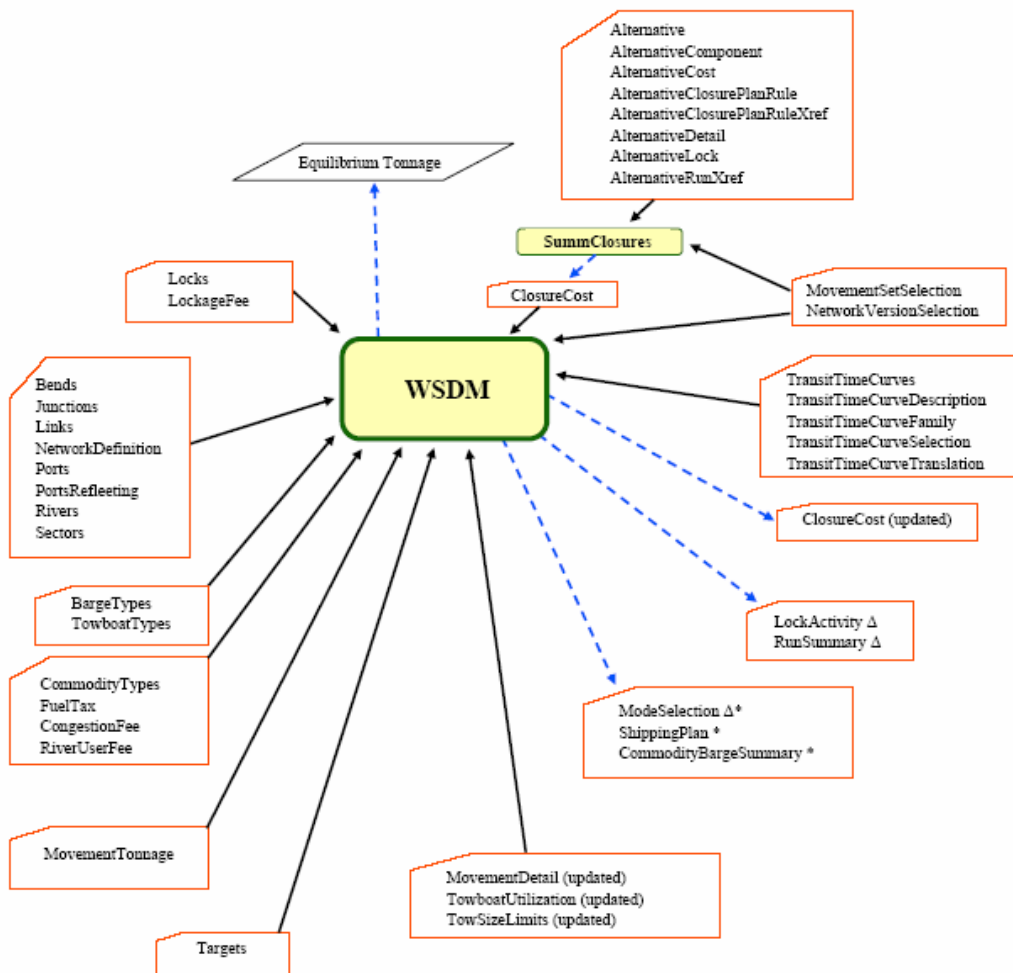 Alternative
AlternativeComponent
AlternativeCost
AlternativeClosurePlanRule
AlternativeClosurePlanRuleXref
AlternativeDetail
AlternativeLock
AlternativeRunXref
Equilibrium Tonnage
SummClosures
Locks
LockageFee
ClosureCost
MovementSetSelection
NetworkVersionSelection
WSDM
Bends
Junctions
Links
NetworkDefinition
Ports
PortsRefleeting
Rivers
Sectors
TransitTimeCurves
TransitTimeCurveDescription
TransitTimeCurveFamily
TransitTimeCurveSelection
TransitTimeCurveTranslation
ClosureCost (updated)
BargeTypes
TowboatTypes
LockActivity Δ
RunSummary Δ
CommodityTypes
FuelTax
CongestionFee
RiverUserFee
ModeSelection Δ*
ShippingPlan *
CommodityBargeSummary *
MovementTonnage
MovementDetail (updated)
TowboatUtilization (updated)
TowSizeLimits (updated)
Targets